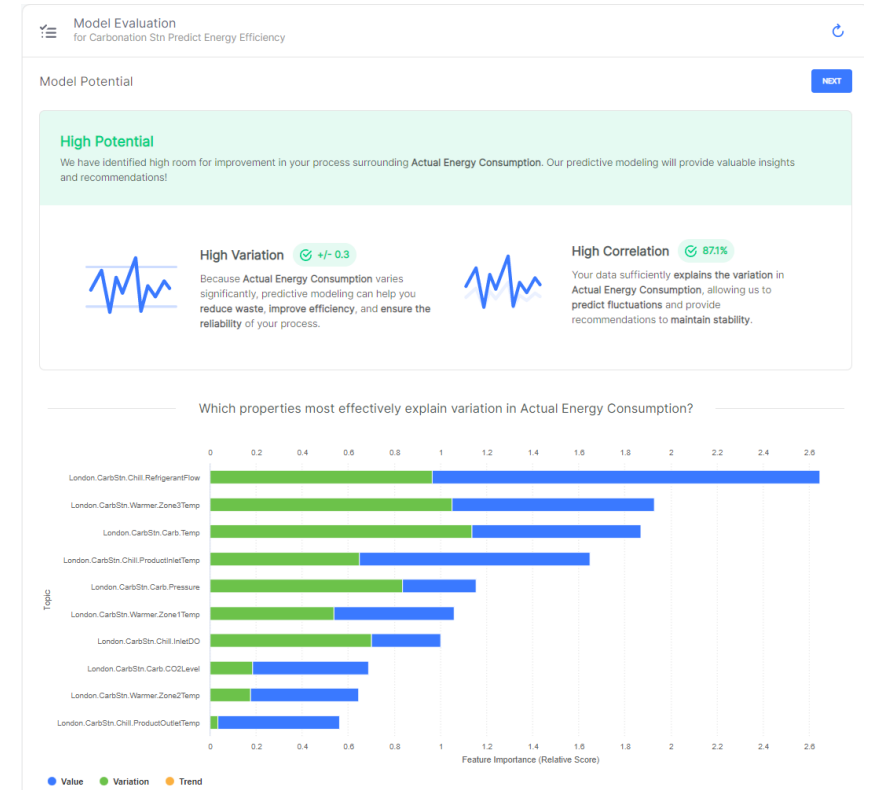 Model Evaluation
for Carbonation Stn Predict Energy Efficiency
Model Potential
NEXT
High Potential
We have identified high room for improvement in your process surrounding Actual Energy Consumption. Our predictive modeling will provide valuable insights
and recommendations!
High Variation +/- 0.3
Because Actual Energy Consumption varies
significantly, predictive modeling can help you
reduce waste, improve efficiency, and ensure the
reliability of your process.
High Correlation 87.1%
Your data sufficiently explains the variation in
Actual Energy Consumption, allowing us to
predict fluctuations and provide
recommendations to maintain stability.
Which properties most effectively explain variation in Actual Energy Consumption?
0 0.2 0.4 0.6 0.8 1 1.2 1.4 1.6 1.8 2 2.2 2.4 2.6
London.CarbStn.Chill.RefrigerantFlow
London.CarbStn.Warmer.Zone3Temp
London.CarbStn.Carb.Temp
London.CarbStn.Chill.ProductInletTemp
London.CarbStn.Carb.Pressure
Topic
London.CarbStn.Warmer.Zone1Temp
London.CarbStn.Chill.InletDO
London.CarbStn.Carb.CO2Level
London.CarbStn.Warmer.Zone2Temp
London.CarbStn.Chill.ProductOutletTemp
0 0.2 0.4 0.6 0.8 1 1.2 1.4 1.6 1.8 2 2.2 2.4 2.6
Feature Importance (Relative Score)
Value Variation Trend